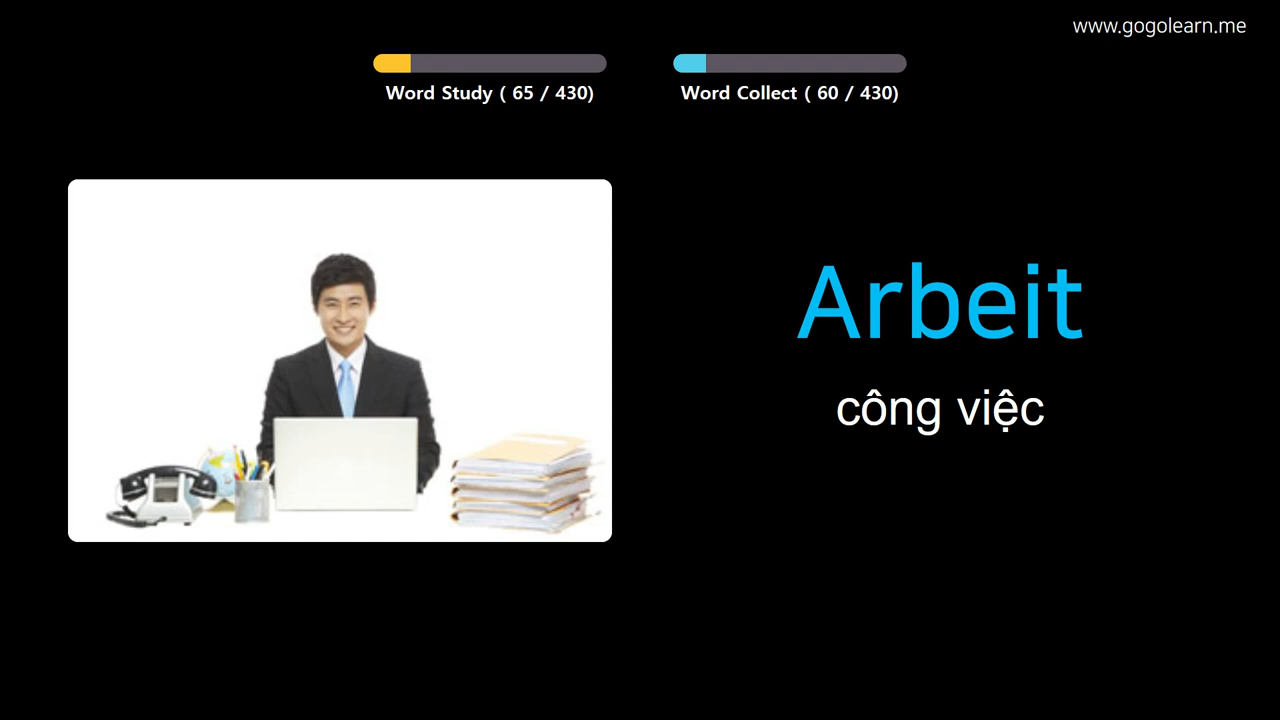 www.gogolearn.me
Word Study ( 65 / 430)
Word Collect ( 60 / 430)
Arbeit
công việc